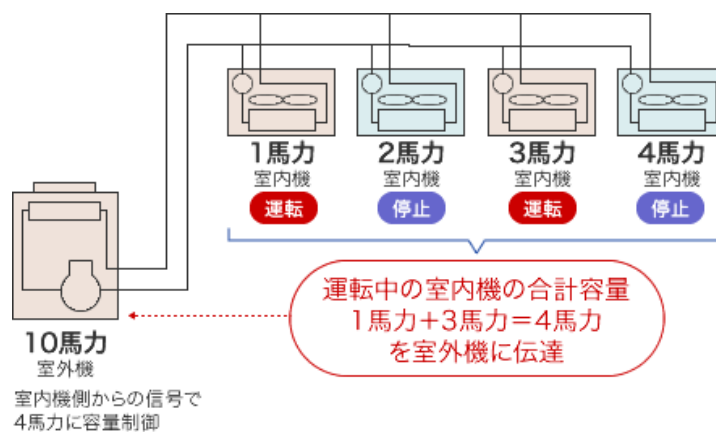 1馬力
室内機
運転
2馬力
室内機
停止
3馬力
室内機
運転
4馬力
室内機
停止
運転中の室内機の合計容量
1馬力+3馬力=4馬力
を室外機に伝達
10馬力
室外機
室内機側からの信号で
4馬力に容量制御